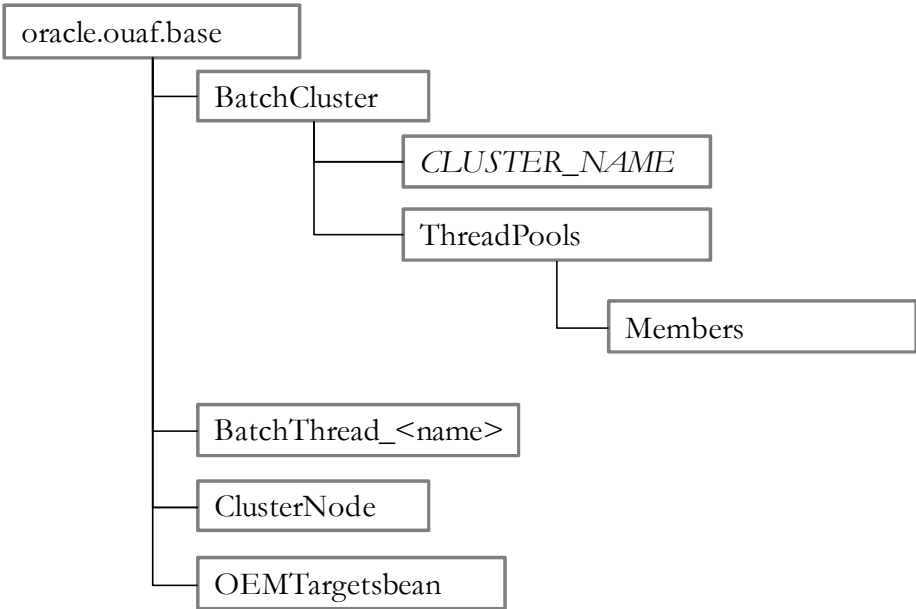 oracle.ouaf.base
BatchCluster
CLUSTER_NAME
ThreadPools
Members
BatchThread_<name>
ClusterNode
OEMTargetsbean